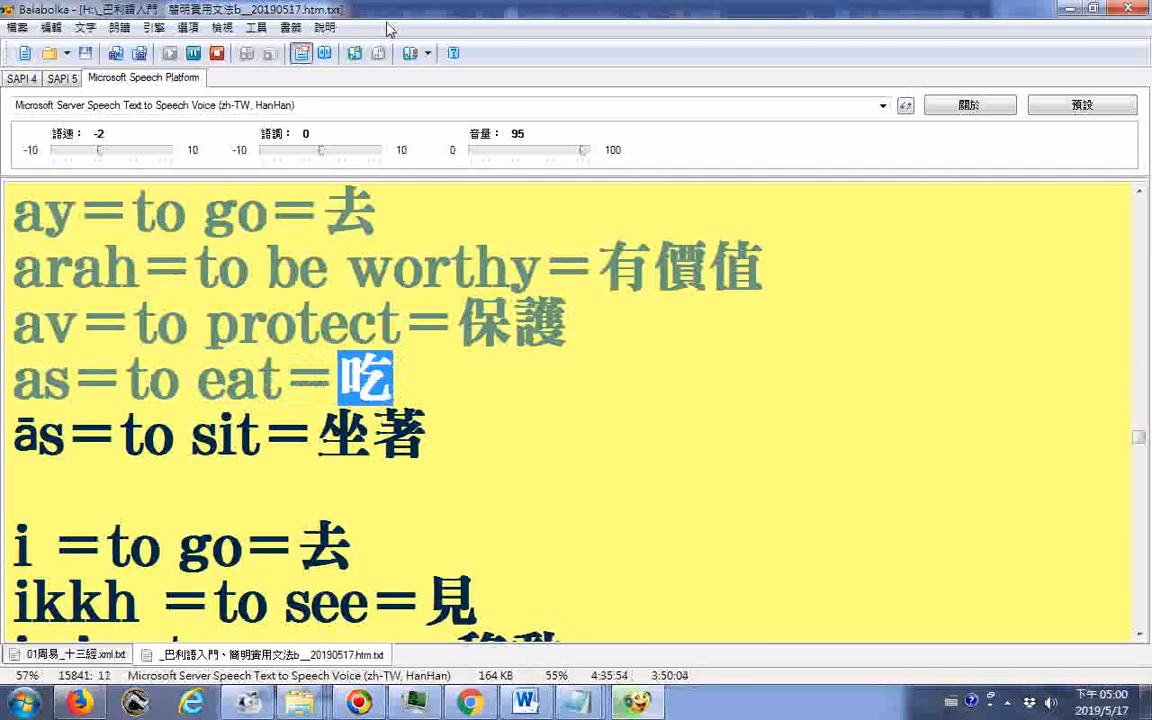 Balabolka - [H:\_巴利語入門、簡明實用文法b__20190517.htm.txt]
檔案 編輯 文字 朗讀 引擎 選項 檢視 工具 書籤 說明
SAPI 4 SAPI 5 Microsoft Speech Platform
Microsoft Server Speech Text to Speech Voice (zh-TW, HanHan) 關於 預設
語速： -2 語調： 0 音量： 95
-10 10 -10 10 0 100
ay＝to go＝去
arah＝to be worthy＝有價值
av＝to protect＝保護
as＝to eat＝吃
ās＝to sit＝坐著
i ＝to go＝去
ikkh ＝to see＝見
01周易_十三經.xml.txt _巴利語入門、簡明實用文法b__20190517.htm.txt
57% 15841: 11 Microsoft Server Speech Text to Speech Voice (zh-TW, HanHan) 164 KB 55% 4:35:54 3:50:04
下午 05:00
2019/5/17